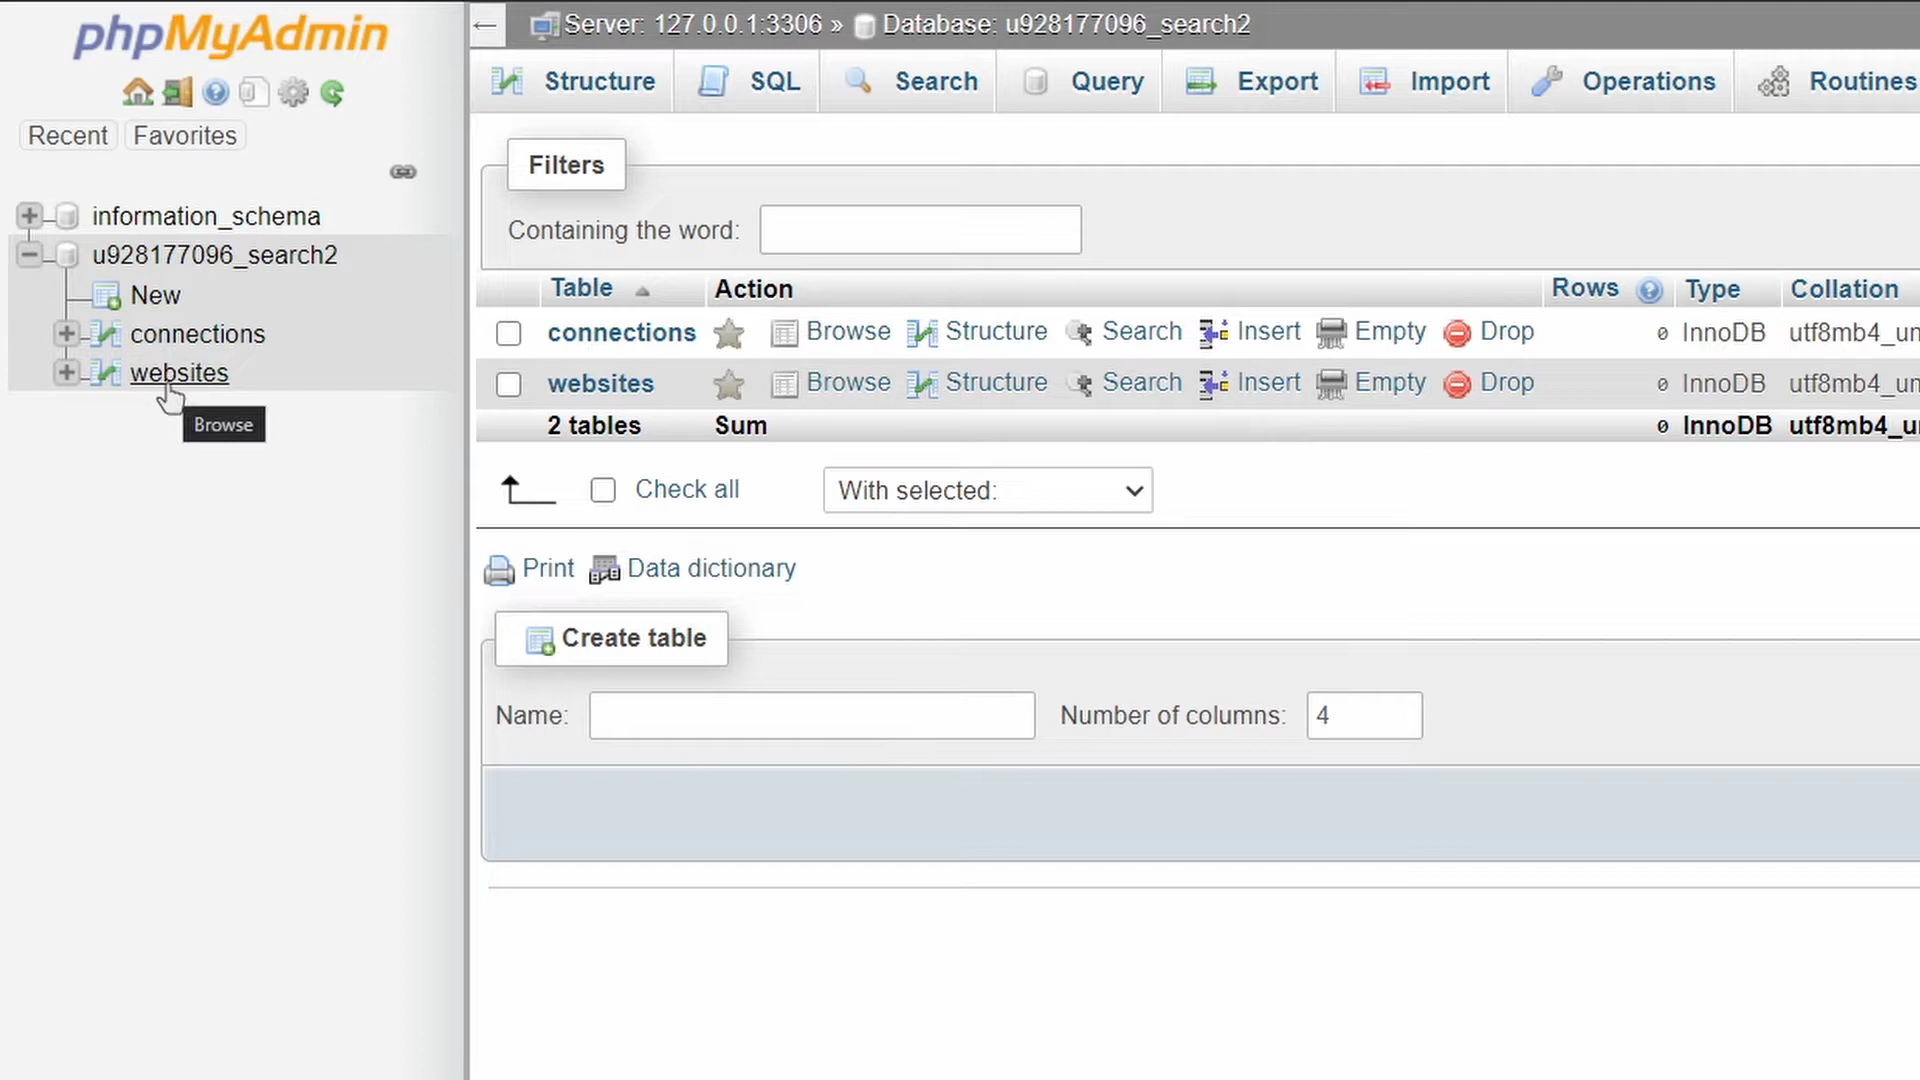 phpMyAdmin
Recent Favorites
information_schema
u928177096_search2
New
connections
websites
Browse
Server: 127.0.0.1:3306 » Database: u928177096_search2
Structure SQL Search Query Export Import Operations Routines
Filters
Containing the word:
Table Action Rows Type Collation
connections Browse Structure Search Insert Empty Drop 0 InnoDB utf8mb4_un
websites Browse Structure Search Insert Empty Drop 0 InnoDB utf8mb4_un
2 tables Sum 0 InnoDB utf8mb4_un
Check all With selected:
Print Data dictionary
Create table
Name: Number of columns: 4